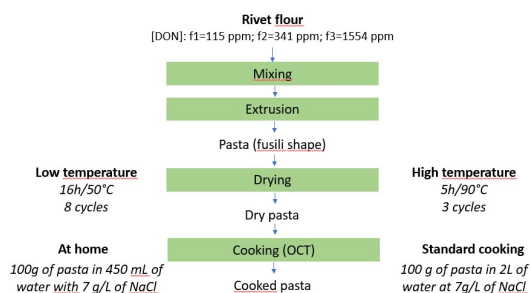 Rivet flour
[DON]: f1=115 ppm; f2=341 ppm; f3=1554 ppm
Mixing
Extrusion
Pasta (fusili shape)
Low temperature
16h/50°C
8 cycles
Drying
High temperature
5h/90°C
3 cycles
Dry pasta
At home
100g of pasta in 450 mL of
water with 7 g/L of NaCl
Cooking (OCT)
Standard cooking
100 g of pasta in 2L of
water at 7g/L of NaCl
Cooked pasta